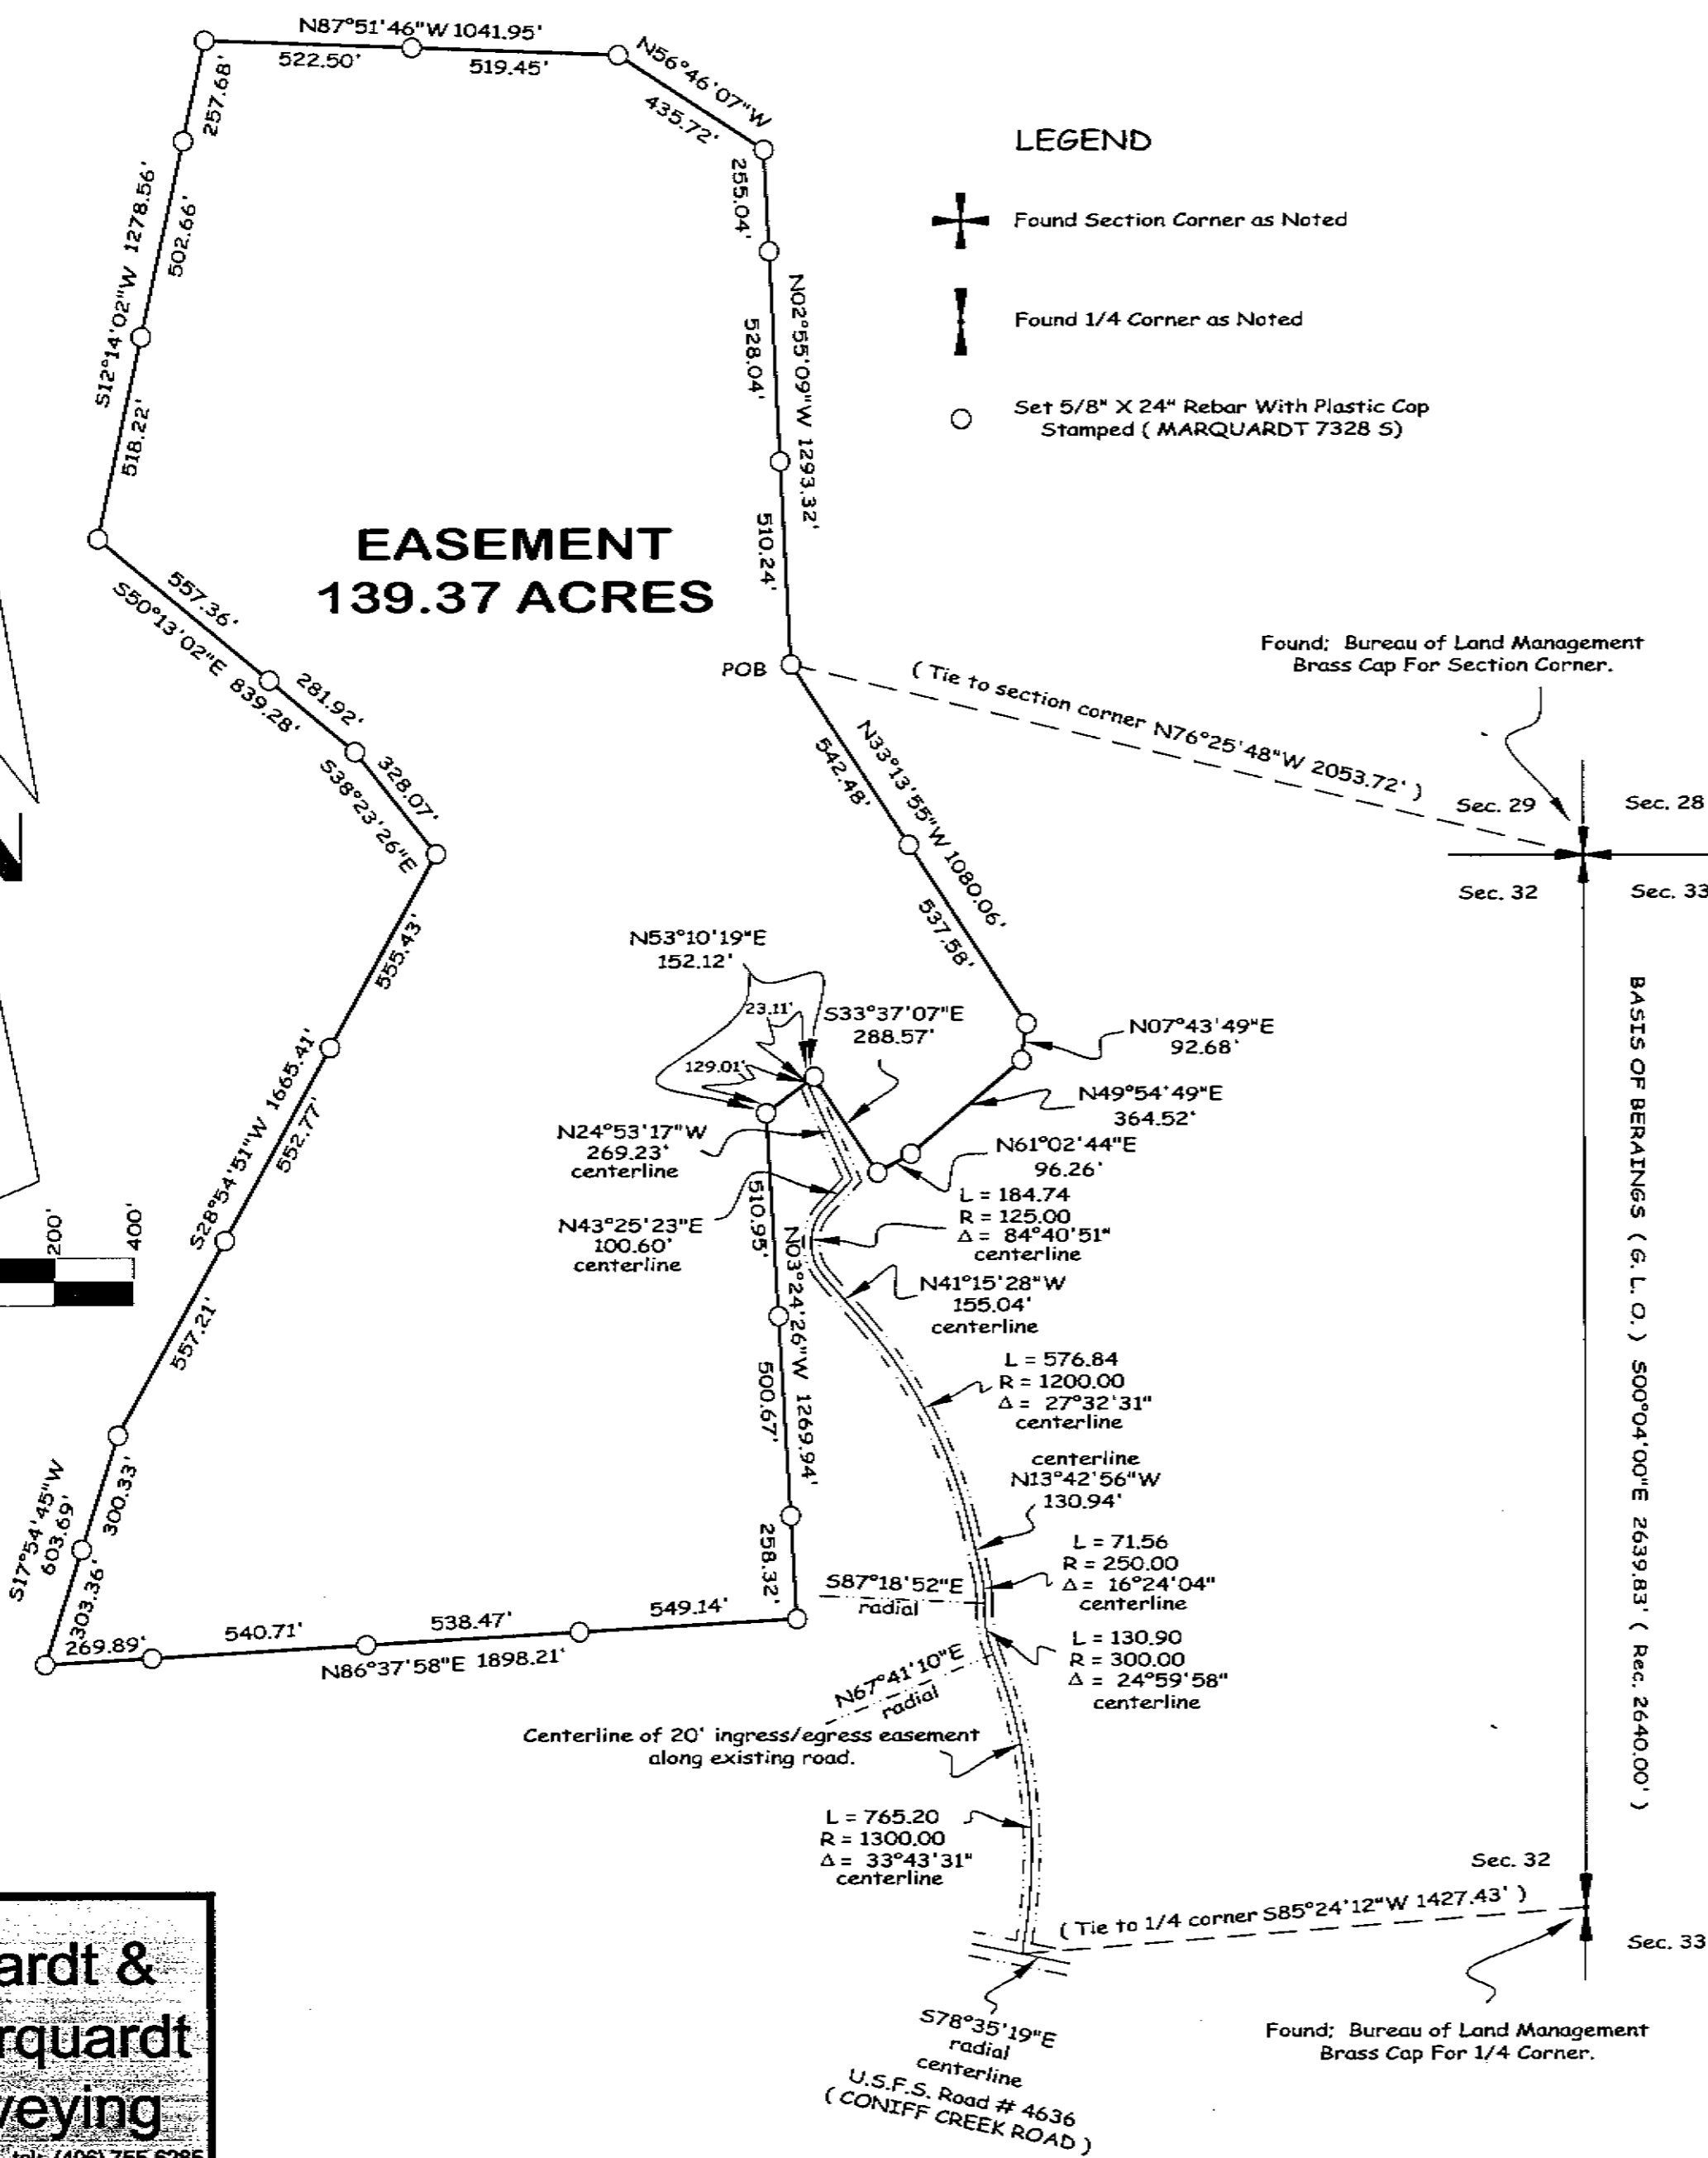 N87°51'46"W 1041.95'
522.50'
519.45'
N56°46'07"W
435.72'
257.68'
S12°14'02"W 1278.56'
502.66'
518.22'
255.04'
N02°55'09"W 1293.32'
528.04'
510.24'
LEGEND
Found Section Corner as Noted
Found 1/4 Corner as Noted
Set 5/8" X 24" Rebar With Plastic Cap
Stamped ( MARQUARDT 7328 S)
EASEMENT
139.37 ACRES
557.36'
S50°13'02"E 839.28'
281.92'
328.07'
S38°23'26"E
POB
( Tie to section corner N76°25'48"W 2053.72' )
Found: Bureau of Land Management
Brass Cap For Section Corner.
Sec. 29
Sec. 28
Sec. 32
Sec. 33
N33°13'55"W 1080.06'
542.48'
537.58'
N
555.43'
S28°54'51"W 1665.41'
552.77'
557.21'
N53°10'19"E
152.12'
23.11'
129.01'
S33°37'07"E
288.57'
N07°43'49"E
92.68'
N49°54'49"E
364.52'
N61°02'44"E
96.26'
N24°53'17"W
269.23'
centerline
N43°25'23"E
100.60'
centerline
L = 184.74
R = 125.00
Δ = 84°40'51"
centerline
N41°15'28"W
155.04'
centerline
510.95'
N03°24'26"W 1269.94'
500.67'
258.32'
L = 576.84
R = 1200.00
Δ = 27°32'31"
centerline
centerline
N13°42'56"W
130.94'
L = 71.56
R = 250.00
Δ = 16°24'04"
centerline
S87°18'52"E
radial
L = 130.90
R = 300.00
Δ = 24°59'58"
centerline
N67°41'10"E
radial
Centerline of 20' ingress/egress easement
along existing road.
L = 765.20
R = 1300.00
Δ = 33°43'31"
centerline
BASIS OF BERAINGS ( G. L. O. ) S00°04'00"E 2639.83' ( Rec. 2640.00' )
200'
400'
S17°54'45"W
603.69'
300.33'
303.36'
269.89'
540.71'
538.47'
549.14'
N86°37'58"E 1898.21'
Sec. 32
( Tie to 1/4 corner S85°24'12"W 1427.43' )
Sec. 33
Found: Bureau of Land Management
Brass Cap For 1/4 Corner.
S78°35'19"E
radial
centerline
U.S.F.S. Road # 4636
( CONIFF CREEK ROAD )
ardt &
rquardt
veying
tel: (406) 755-6285